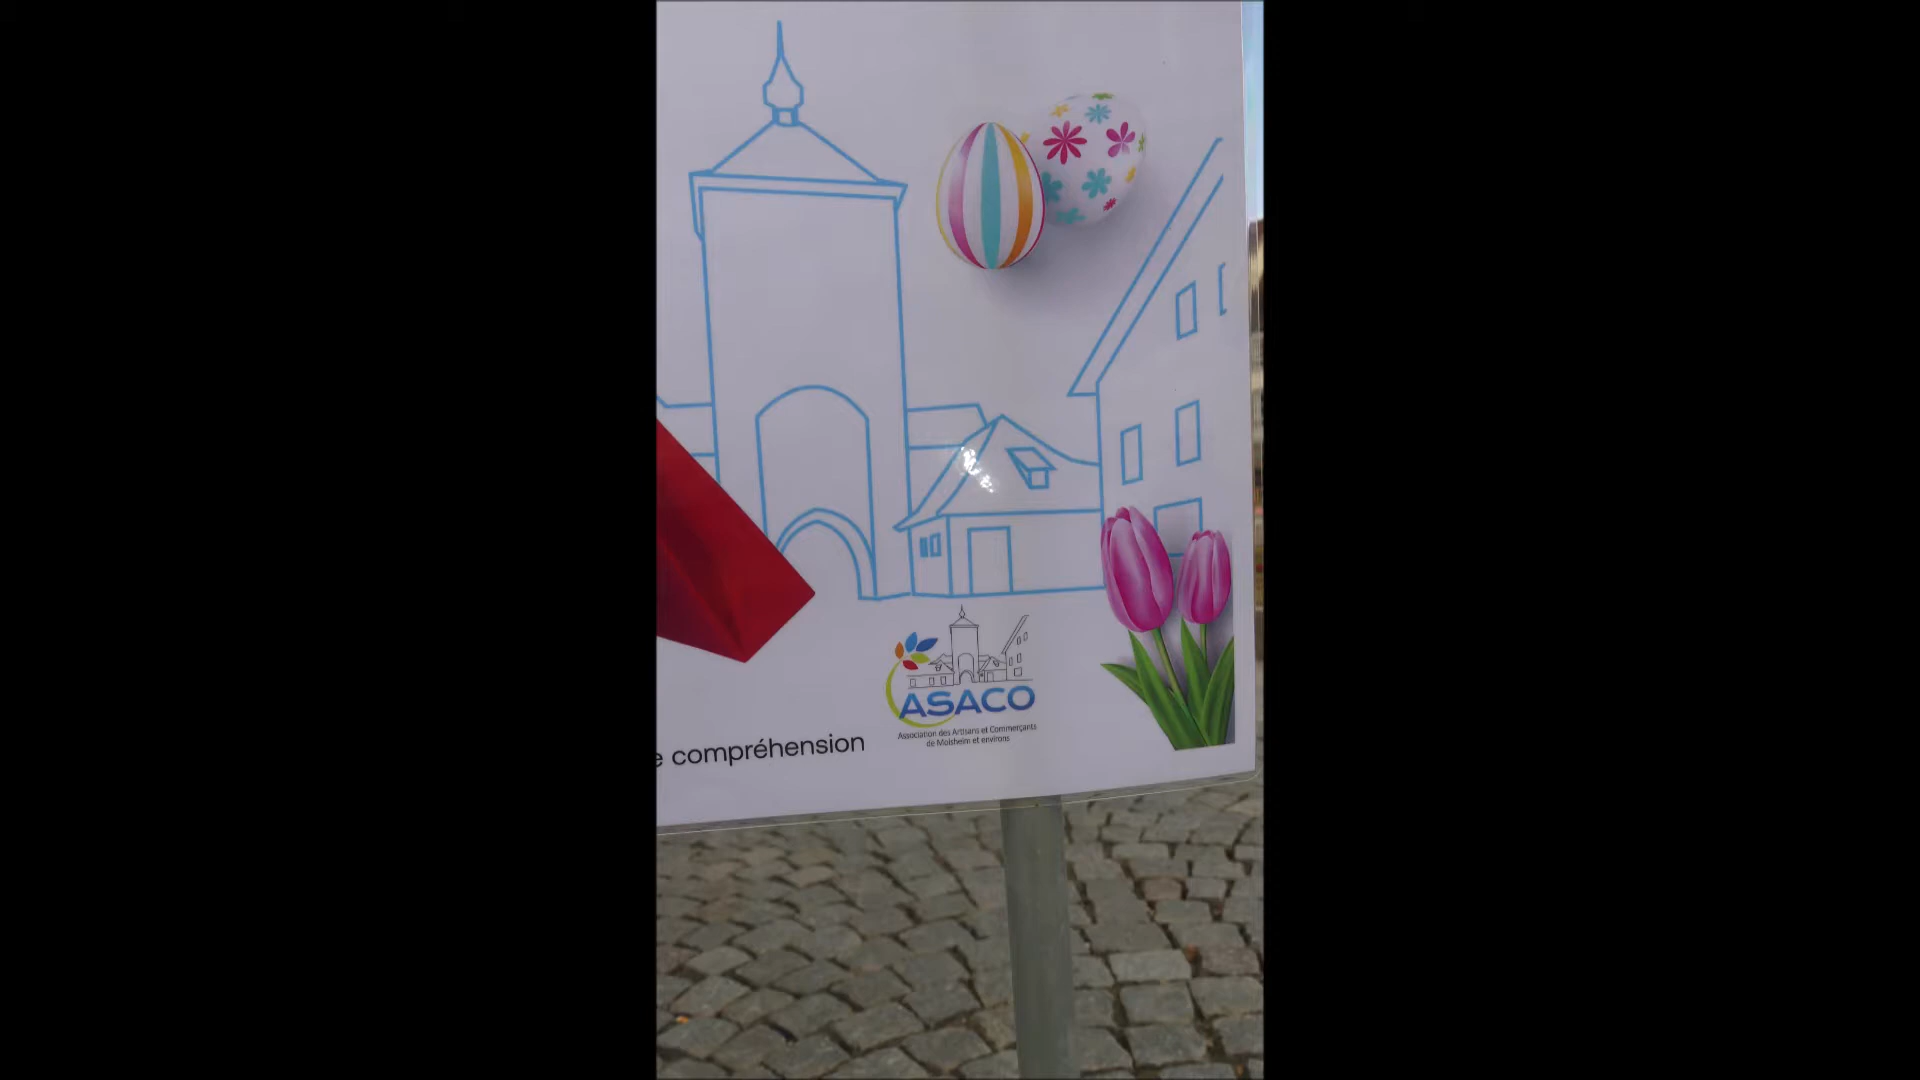 ASACO
Association des Artisans et Commerçants
de Molsheim et environs
e compréhension